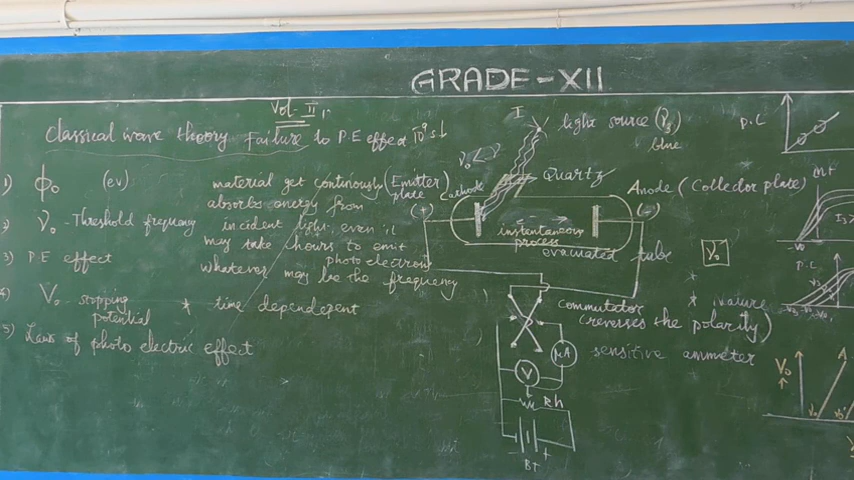 GRADE-XII
Vol-II
Classical wave theory Failure to P.E effect
1) ϕ₀ (ev)
2) ν₀ - Threshold frequency
3) P.E effect
4) V₀ - stopping
potential
5) Laws of photo electric effect
material get continously
absorbs energy from
incident light, even it
may take hours to emit
photo electrons
whatever may be the frequency
* time dependent
I
light source
blue
Quartz
(Emitter
plate
Cathode
(+)
Anode (Collector plate)
(-)
instantaneous
process
evacuated tube
ν₀
commutator
(reverses the polarity)
* Nature
μA
sensitive ammeter
V
Rh
BT
- +
P.C
P.C
V₀